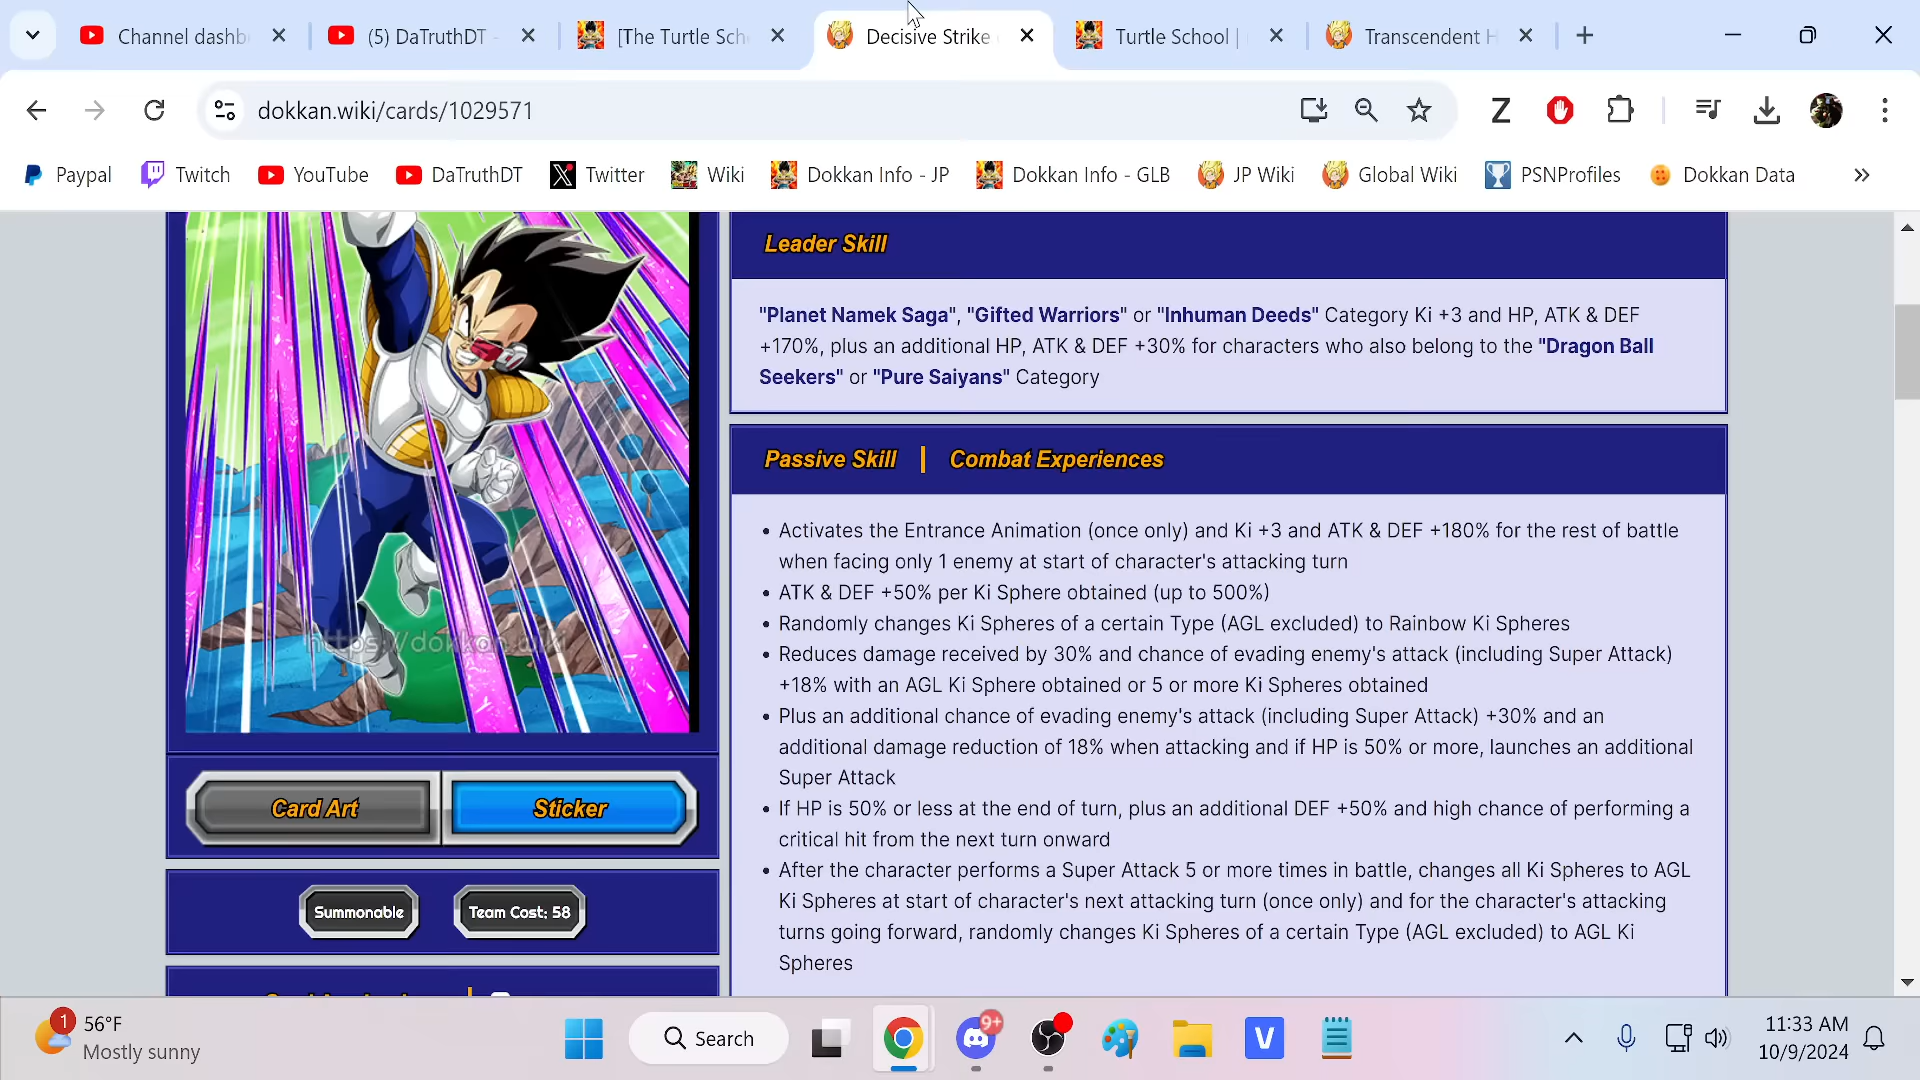 Channel dashb
(5) DaTruthDT -
[The Turtle Sch
Decisive Strike
Turtle School |
Transcendent H
dokkan.wiki/cards/1029571
Z
Paypal
Twitch
YouTube
DaTruthDT
Twitter
Wiki
Dokkan Info - JP
Dokkan Info - GLB
JP Wiki
Global Wiki
PSNProfiles
Dokkan Data
Leader Skill
"Planet Namek Saga", "Gifted Warriors" or "Inhuman Deeds" Category Ki +3 and HP, ATK & DEF
+170%, plus an additional HP, ATK & DEF +30% for characters who also belong to the "Dragon Ball
Seekers" or "Pure Saiyans" Category
Passive Skill | Combat Experiences
• Activates the Entrance Animation (once only) and Ki +3 and ATK & DEF +180% for the rest of battle
when facing only 1 enemy at start of character's attacking turn
• ATK & DEF +50% per Ki Sphere obtained (up to 500%)
• Randomly changes Ki Spheres of a certain Type (AGL excluded) to Rainbow Ki Spheres
• Reduces damage received by 30% and chance of evading enemy's attack (including Super Attack)
+18% with an AGL Ki Sphere obtained or 5 or more Ki Spheres obtained
• Plus an additional chance of evading enemy's attack (including Super Attack) +30% and an
additional damage reduction of 18% when attacking and if HP is 50% or more, launches an additional
Super Attack
• If HP is 50% or less at the end of turn, plus an additional DEF +50% and high chance of performing a
critical hit from the next turn onward
• After the character performs a Super Attack 5 or more times in battle, changes all Ki Spheres to AGL
Ki Spheres at start of character's next attacking turn (once only) and for the character's attacking
turns going forward, randomly changes Ki Spheres of a certain Type (AGL excluded) to AGL Ki
Spheres
https://dokkan.wiki
Card Art
Sticker
Summonable
Team Cost: 58
1
56°F
Mostly sunny
Search
9+
V
11:33 AM
10/9/2024